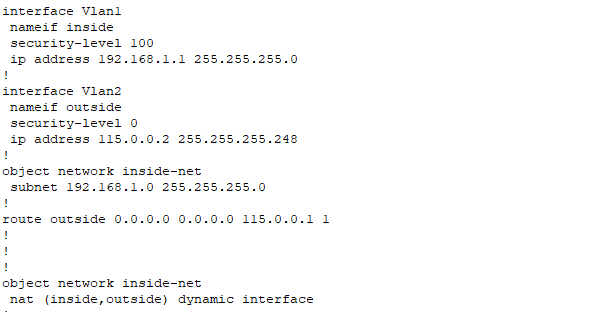 interface Vlan1
 nameif inside
 security-level 100
 ip address 192.168.1.1 255.255.255.0
!
interface Vlan2
 nameif outside
 security-level 0
 ip address 115.0.0.2 255.255.255.248
!
object network inside-net
 subnet 192.168.1.0 255.255.255.0
!
route outside 0.0.0.0 0.0.0.0 115.0.0.1 1
!
!
!
object network inside-net
 nat (inside,outside) dynamic interface